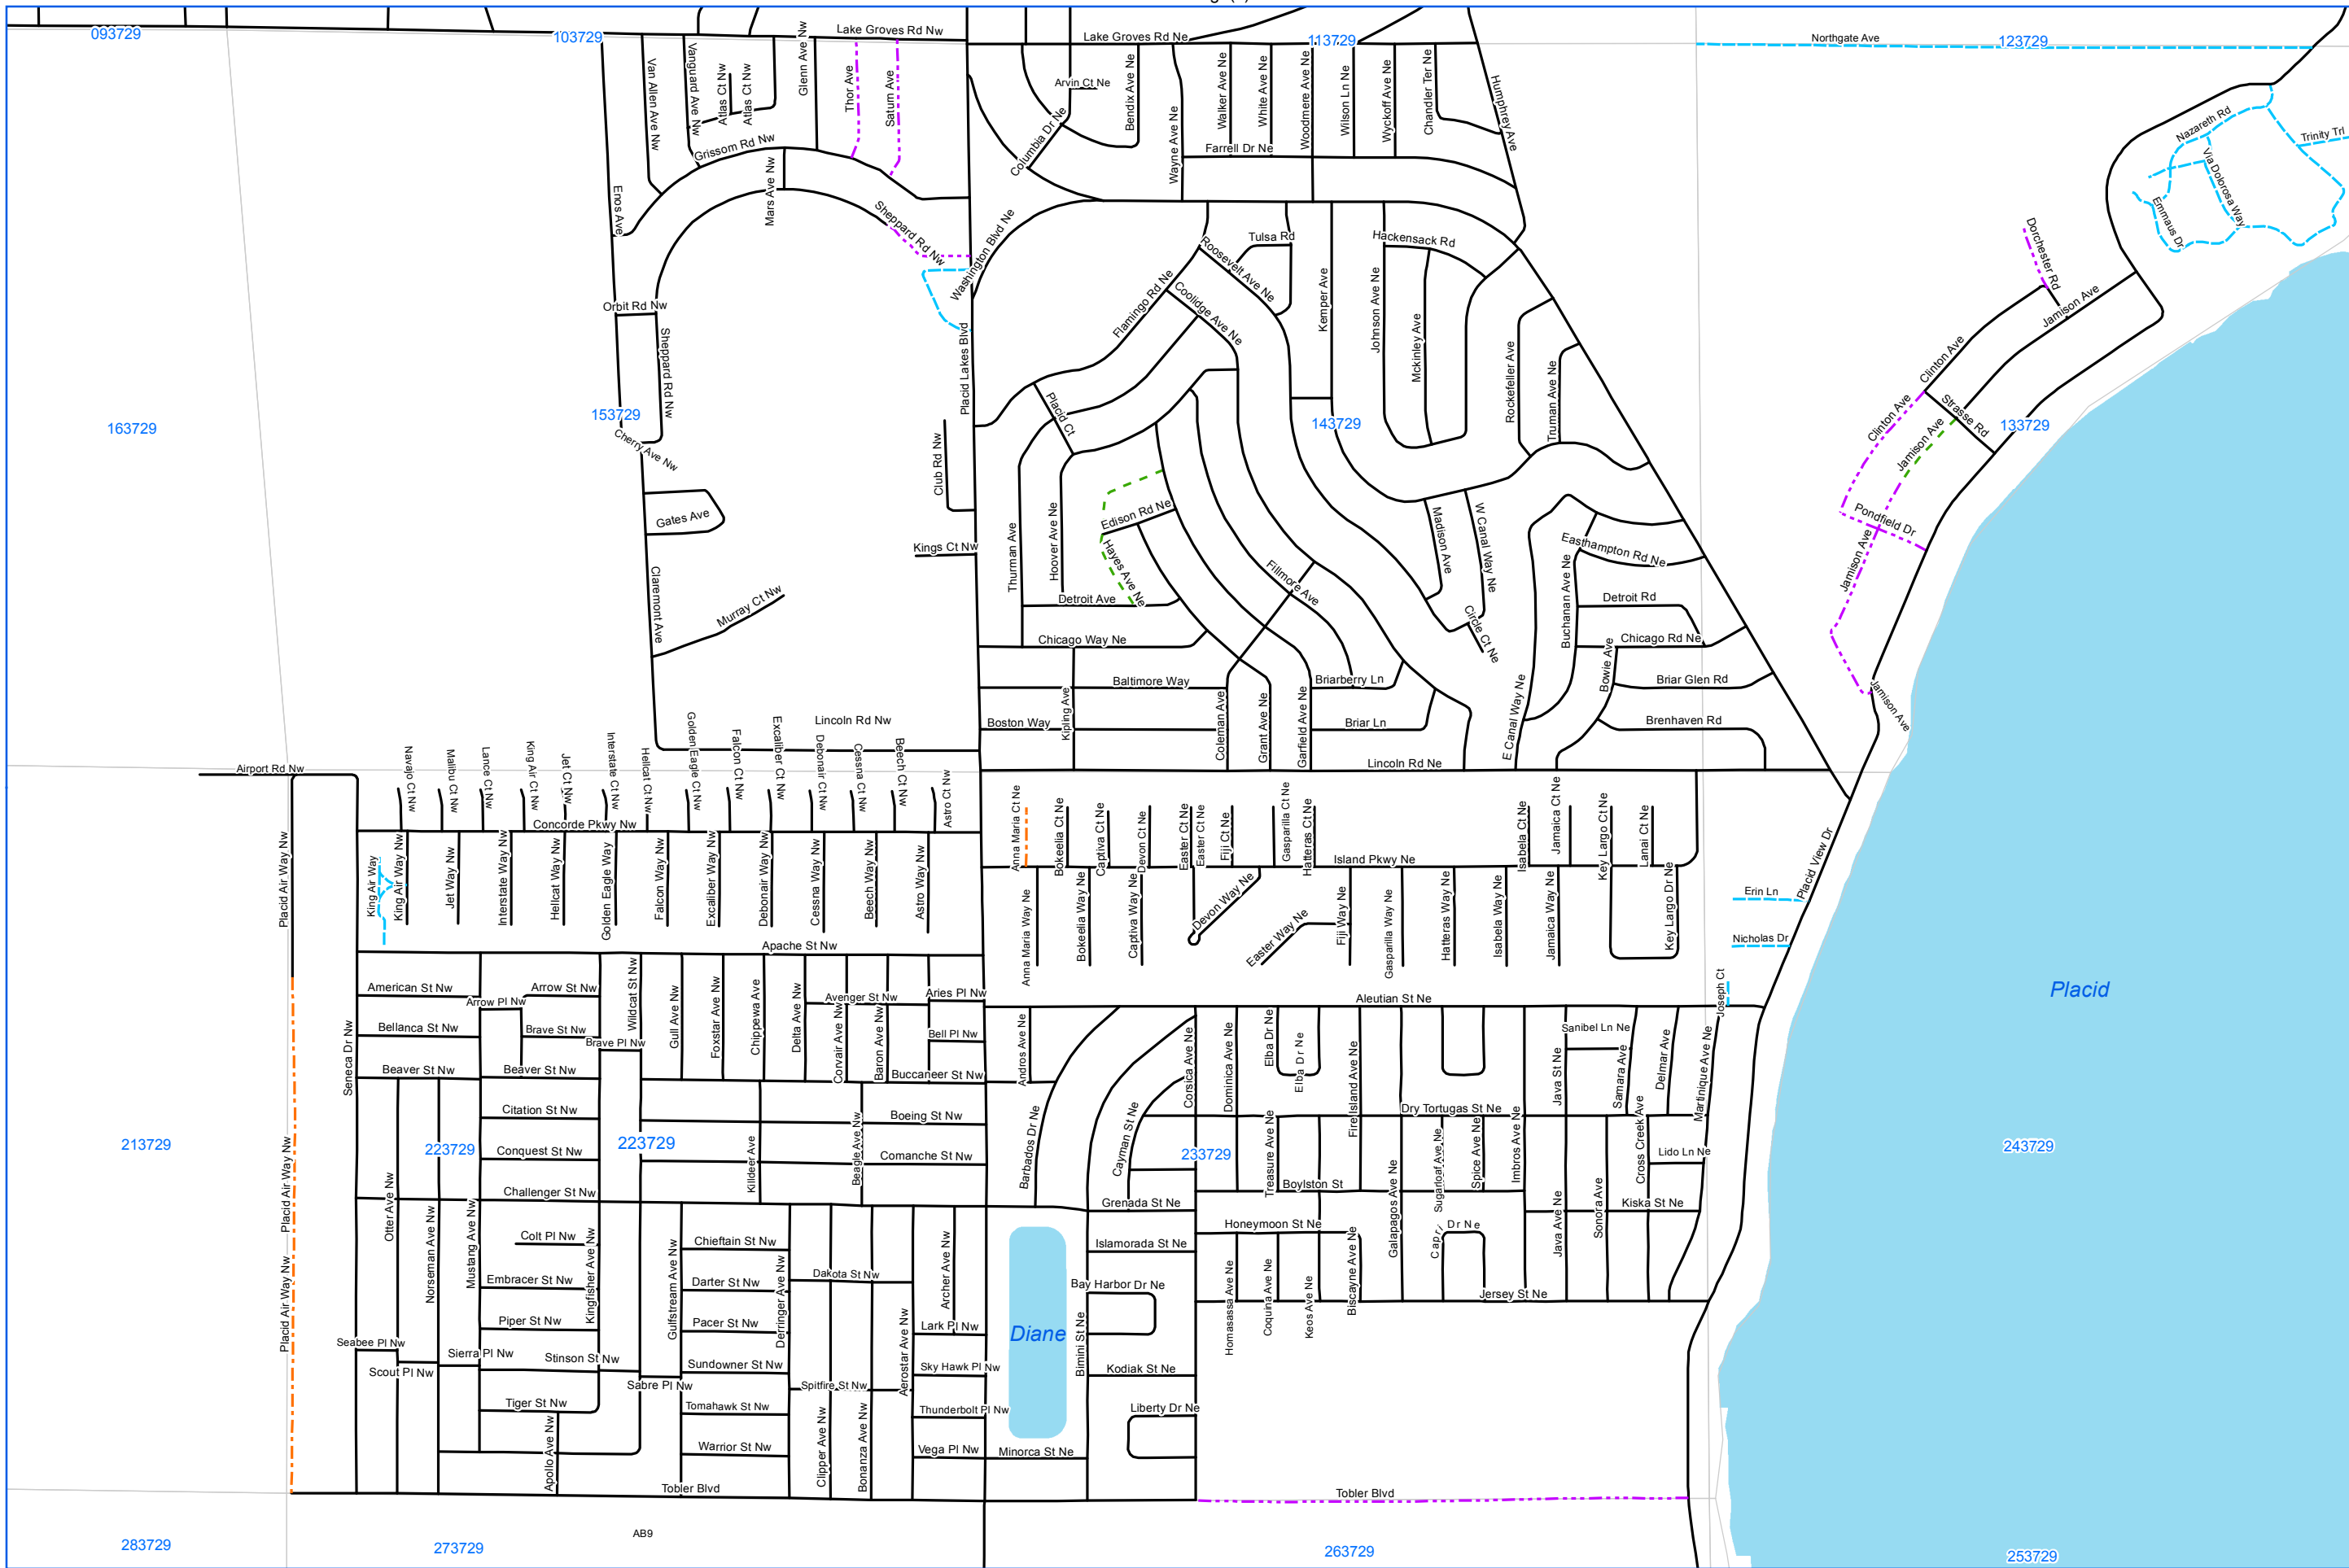 Lake Groves Rd Nw
Lake Groves Rd Ne
Northgate Ave
093729
103729
113729
123729
Van Allen Ave Nw
Vanguard Ave Nw
Atlas Ct Nw
Atlas Ct Nw
Glenn Ave Nw
Thor Ave
Saturn Ave
Arvin Ct Ne
Columbia Dr Ne
Bendix Ave Ne
Wayne Ave Ne
Walker Ave Ne
White Ave Ne
Woodmere Ave Ne
Wilson Ln Ne
Wyckoff Ave Ne
Chandler Ter Ne
Humphrey Ave
Nazareth Rd
Trinity Trl
Via Dolorosa Way
Emmaus Dr
Grissom Rd Nw
Farrell Dr Ne
Enos Ave
Mars Ave Nw
Sheppard Rd Nw
Washington Blvd Ne
Tulsa Rd
Roosevelt Ave Ne
Hackensack Rd
Dorchester Rd
Orbit Rd Nw
Sheppard Rd Nw
Flamingo Rd Ne
Coolidge Ave Ne
Kemper Ave
Johnson Ave Ne
Mckinley Ave
Rockefeller Ave
Truman Ave Ne
Jamison Ave
Clinton Ave
Clinton Ave
Strasse Rd
Jamison Ave
Placid Lakes Blvd
Placid Ct
163729
153729
143729
133729
Cherry Ave Nw
Club Rd Nw
Gates Ave
Kings Ct Nw
Thurman Ave
Hoover Ave Ne
Edison Rd Ne
Hayes Ave Ne
Fillmore Ave
Madison Ave
W Canal Way Ne
Easthampton Rd Ne
Buchanan Ave Ne
Pondfield Dr
Jamison Ave
Jamison Ave
Claremont Ave
Murray Ct Nw
Detroit Ave
Detroit Rd
Circle Ct Ne
Chicago Way Ne
Chicago Rd Ne
Bowie Ave
Baltimore Way
Briarberry Ln
Briar Glen Rd
Boston Way
Kipling Ave
Coleman Ave
Grant Ave Ne
Garfield Ave Ne
Briar Ln
E Canal Way Ne
Brenhaven Rd
Lincoln Rd Nw
Lincoln Rd Ne
Airport Rd Nw
Navajo Ct Nw
Malibu Ct Nw
Lance Ct Nw
King Air Ct Nw
Jet Ct Nw
Interstate Ct Nw
Hellcat Ct Nw
Golden Eagle Ct Nw
Falcon Ct Nw
Excaliber Ct Nw
Debonair Ct Nw
Cessna Ct Nw
Beech Ct Nw
Astro Ct Nw
Anna Maria Ct Ne
Bokeelia Ct Ne
Captiva Ct Ne
Devon Ct Ne
Easter Ct Ne
Easter Ct Ne
Fiji Ct Ne
Gasparilla Ct Ne
Hatteras Ct Ne
Isabela Ct Ne
Jamaica Ct Ne
Key Largo Ct Ne
Lanai Ct Ne
Concorde Pkwy Nw
Island Pkwy Ne
Placid View Dr
Placid Air Way Nw
King Air Way
King Air Way Nw
Jet Way Nw
Interstate Way Nw
Hellcat Way Nw
Golden Eagle Way
Falcon Way Nw
Excaliber Way Nw
Debonair Way Nw
Cessna Way Nw
Beech Way Nw
Astro Way Nw
Anna Maria Way Ne
Bokeelia Way Ne
Captiva Way Ne
Devon Way Ne
Easter Way Ne
Fiji Way Ne
Gasparilla Way Ne
Hatteras Way Ne
Isabela Way Ne
Jamaica Way Ne
Key Largo Dr Ne
Erin Ln
Nicholas Dr
Joseph Ct
Placid
Apache St Nw
Aleutian St Ne
American St Nw
Arrow St Nw
Arrow Pl Nw
Bellanca St Nw
Brave St Nw
Brave Pl Nw
Beaver St Nw
Beaver St Nw
Wildcat St Nw
Gull Ave Nw
Foxstar Ave Nw
Chippewa Ave
Delta Ave Nw
Avenger St Nw
Corvair Ave Nw
Baron Ave Nw
Aries Pl Nw
Bell Pl Nw
Buccaneer St Nw
Andros Ave Ne
Corsica Ave Ne
Dominica Ave Ne
Elba Dr Ne
Elba Dr Ne
Fire Island Ave Ne
Java St Ne
Sanibel Ln Ne
Samara Ave
Delmar Ave
Martinique Ave Ne
Seneca Dr Nw
Citation St Nw
Boeing St Nw
Dry Tortugas St Ne
213729
223729
223729
233729
243729
Conquest St Nw
Killdeer Ave
Beagle Ave Nw
Comanche St Nw
Barbados Dr Ne
Cayman St Ne
Treasure Ave Ne
Boylston St
Galapagos Ave Ne
Sugarloaf Ave Ne
Spice Ave Ne
Imbros Ave Ne
Cross Creek Ave
Lido Ln Ne
Challenger St Nw
Grenada St Ne
Kiska St Ne
Placid Air Way Nw
Otter Ave Nw
Norseman Ave Nw
Mustang Ave Nw
Colt Pl Nw
Kingfisher Ave Nw
Gulfstream Ave Nw
Chieftain St Nw
Derringer Ave Nw
Dakota St Nw
Archer Ave Nw
Islamorada St Ne
Honeymoon St Ne
Java Ave Ne
Sonora Ave
Embracer St Nw
Darter St Nw
Bay Harbor Dr Ne
Homasassa Ave Ne
Coquina Ave Ne
Keos Ave Ne
Biscayne Ave Ne
Dr Ne
Jersey St Ne
Placid Air Way Nw
Piper St Nw
Pacer St Nw
Lark Pl Nw
Diane
Bimini St Ne
Seabee Pl Nw
Scout Pl Nw
Sierra Pl Nw
Stinson St Nw
Sabre Pl Nw
Sundowner St Nw
Spitfire St Nw
Aerostar Ave Nw
Sky Hawk Pl Nw
Kodiak St Ne
Tiger St Nw
Tomahawk St Nw
Thunderbolt Pl Nw
Liberty Dr Ne
Apollo Ave Nw
Warrior St Nw
Clipper Ave Nw
Bonanza Ave Nw
Vega Pl Nw
Minorca St Ne
Tobler Blvd
Tobler Blvd
AB9
283729
273729
263729
253729